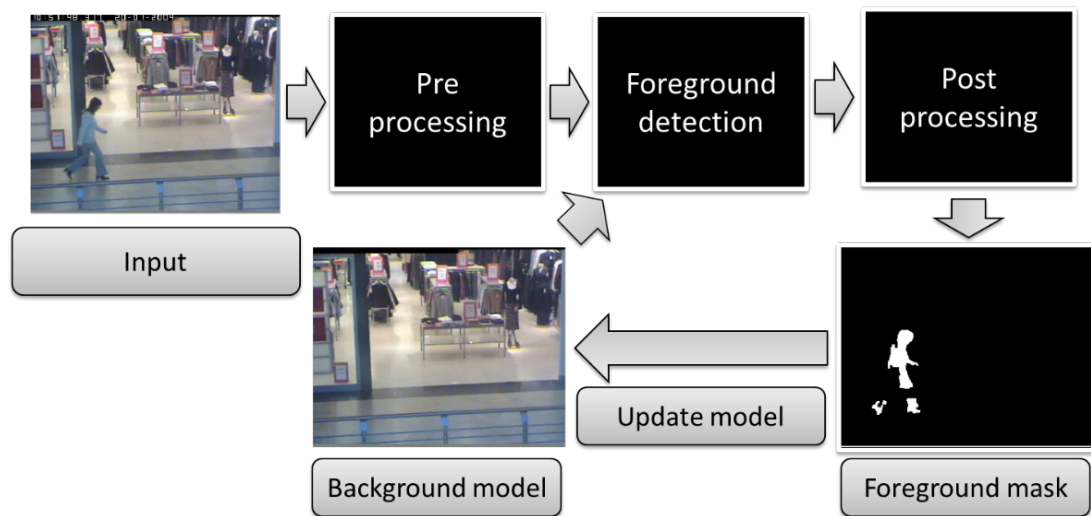 Pre
processing
Foreground
detection
Post
processing
Input
Update model
Background model
Foreground mask